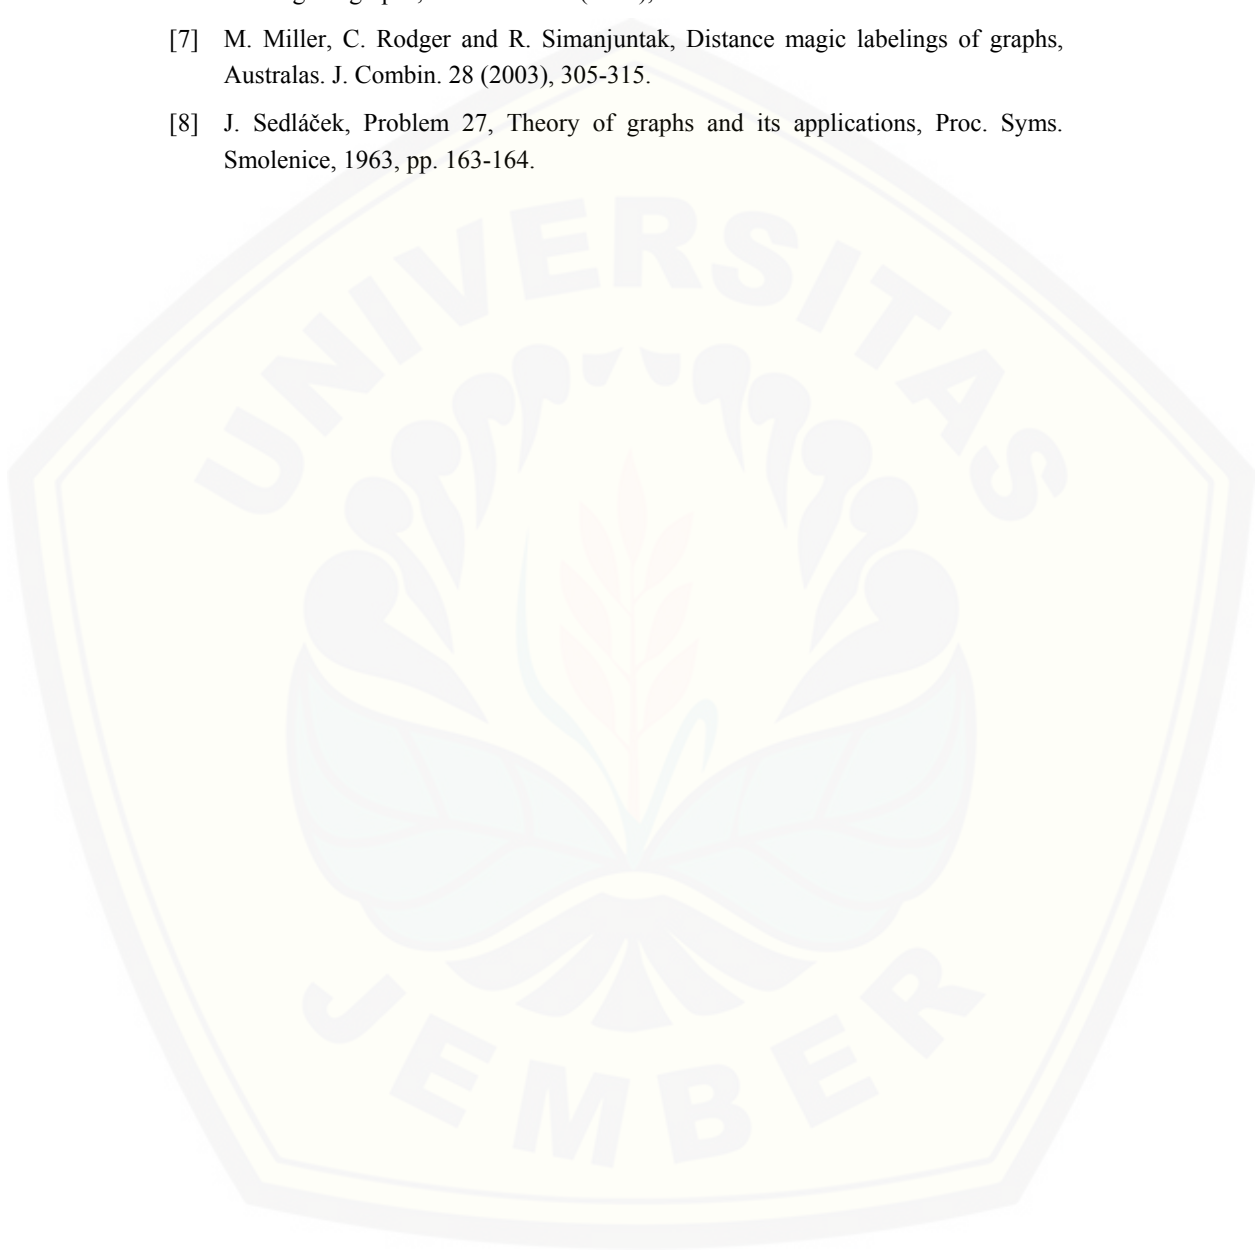 [7] M. Miller, C. Rodger and R. Simanjuntak, Distance magic labelings of graphs,
Australas. J. Combin. 28 (2003), 305-315.
[8] J. Sedláček, Problem 27, Theory of graphs and its applications, Proc. Syms.
Smolenice, 1963, pp. 163-164.
UNIVERSITAS
JEMBER